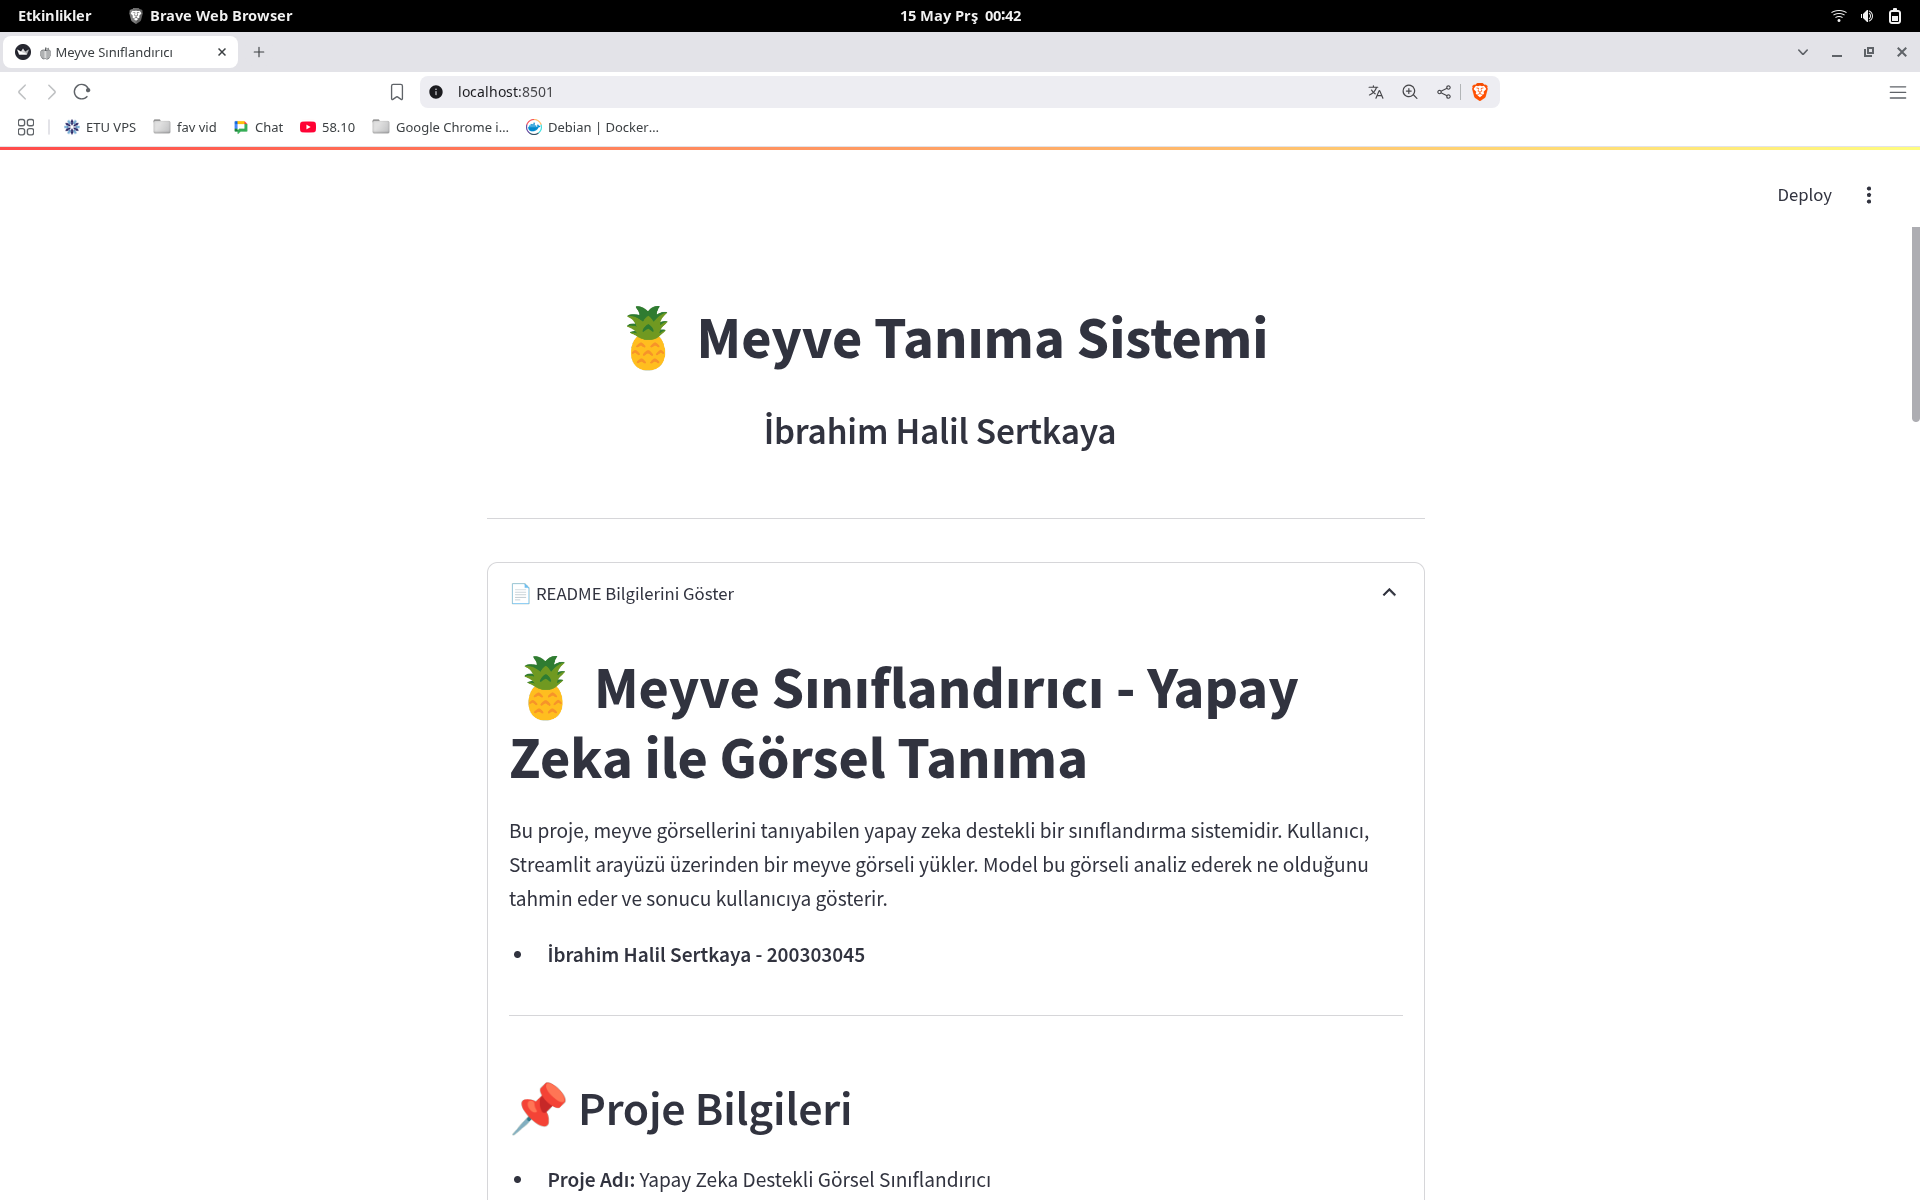 Etkinlikler Brave Web Browser 15 May Prş 00:42
Meyve Sınıflandırıcı
localhost:8501
ETU VPS fav vid Chat 58.10 Google Chrome i... Debian | Docker...
Deploy
🍍 Meyve Tanıma Sistemi
İbrahim Halil Sertkaya
📄 README Bilgilerini Göster
🍍 Meyve Sınıflandırıcı - Yapay
Zeka ile Görsel Tanıma
Bu proje, meyve görsellerini tanıyabilen yapay zeka destekli bir sınıflandırma sistemidir. Kullanıcı,
Streamlit arayüzü üzerinden bir meyve görseli yükler. Model bu görseli analiz ederek ne olduğunu
tahmin eder ve sonucu kullanıcıya gösterir.
• İbrahim Halil Sertkaya - 200303045
📌 Proje Bilgileri
• Proje Adı: Yapay Zeka Destekli Görsel Sınıflandırıcı